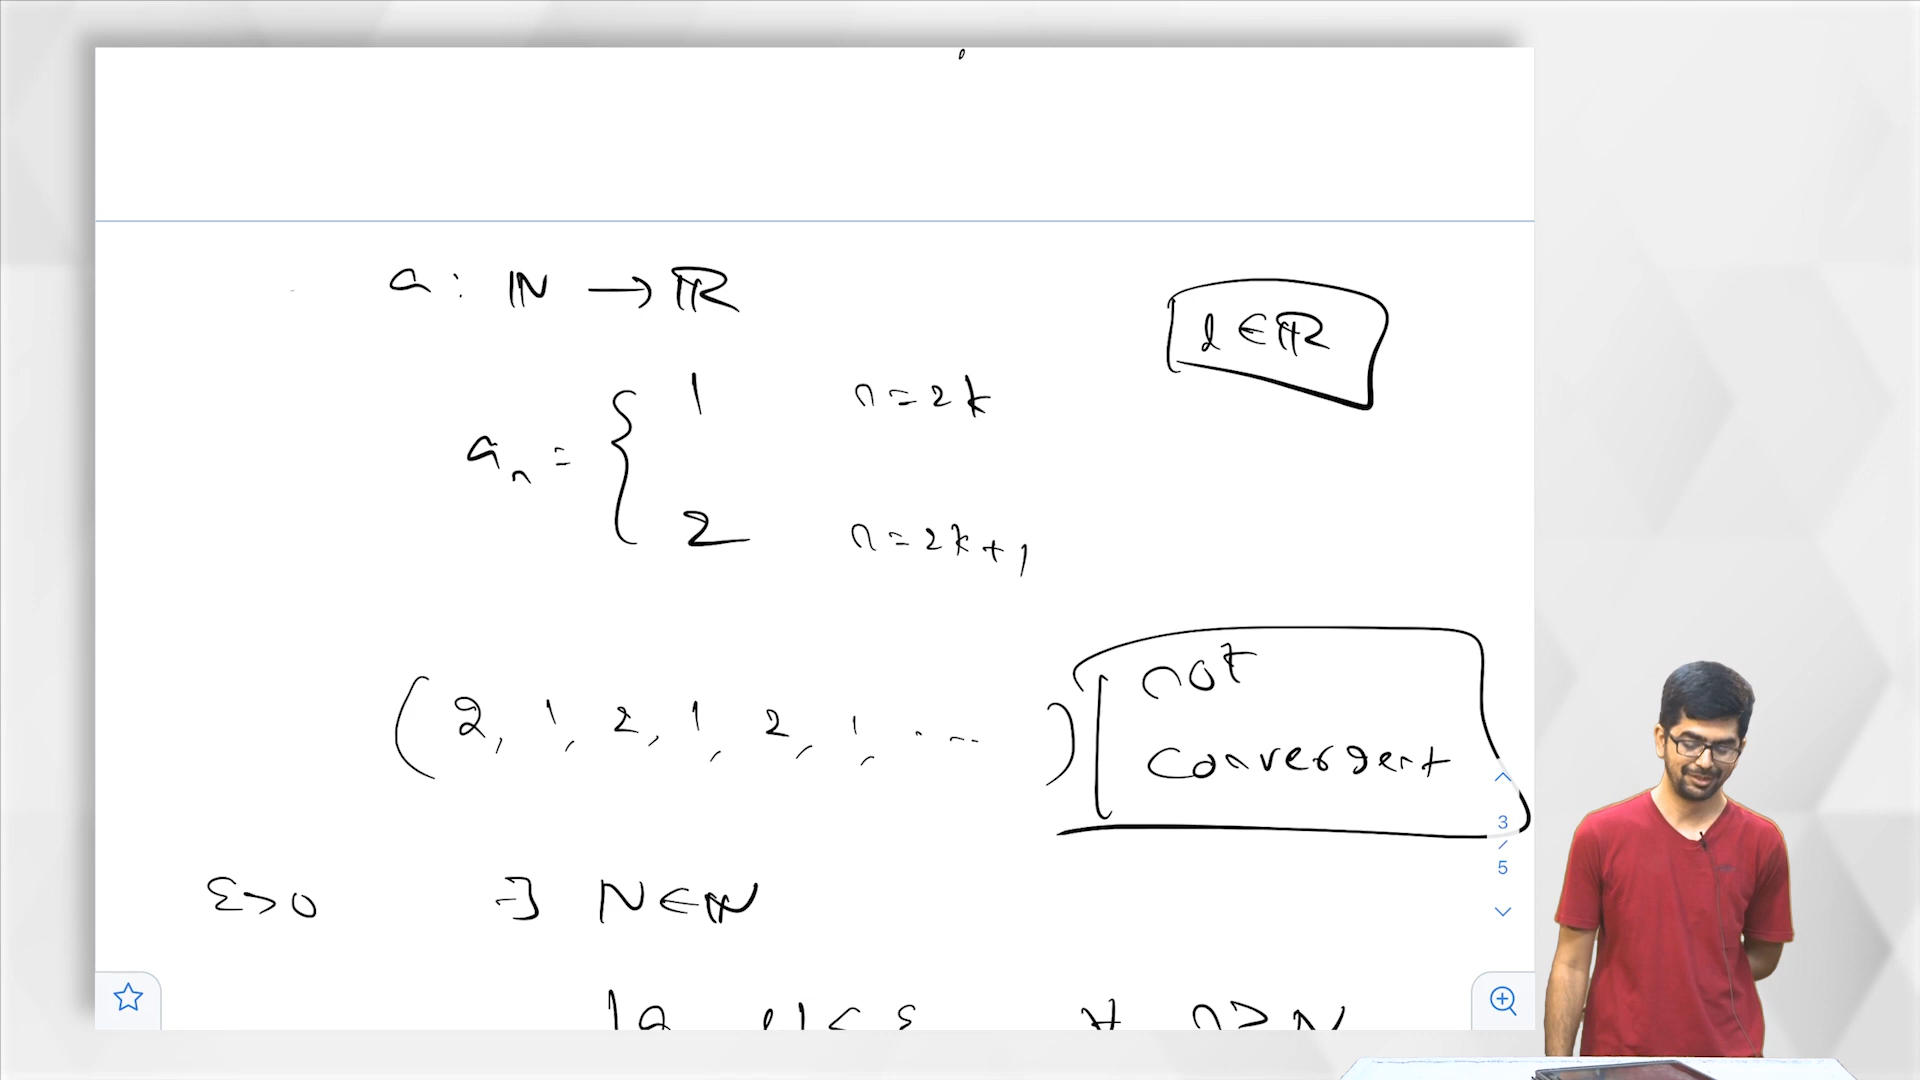 a : ℕ → ℝ
l ∈ ℝ
aₙ = { 1 n = 2k
2 n = 2k + 1
( 2, 1, 2, 1, 2, 1, . ... )
not
convergent
3
/
5
ε > 0 ∃ N ∈ ℕ
|a l| < ε ∀ n > N